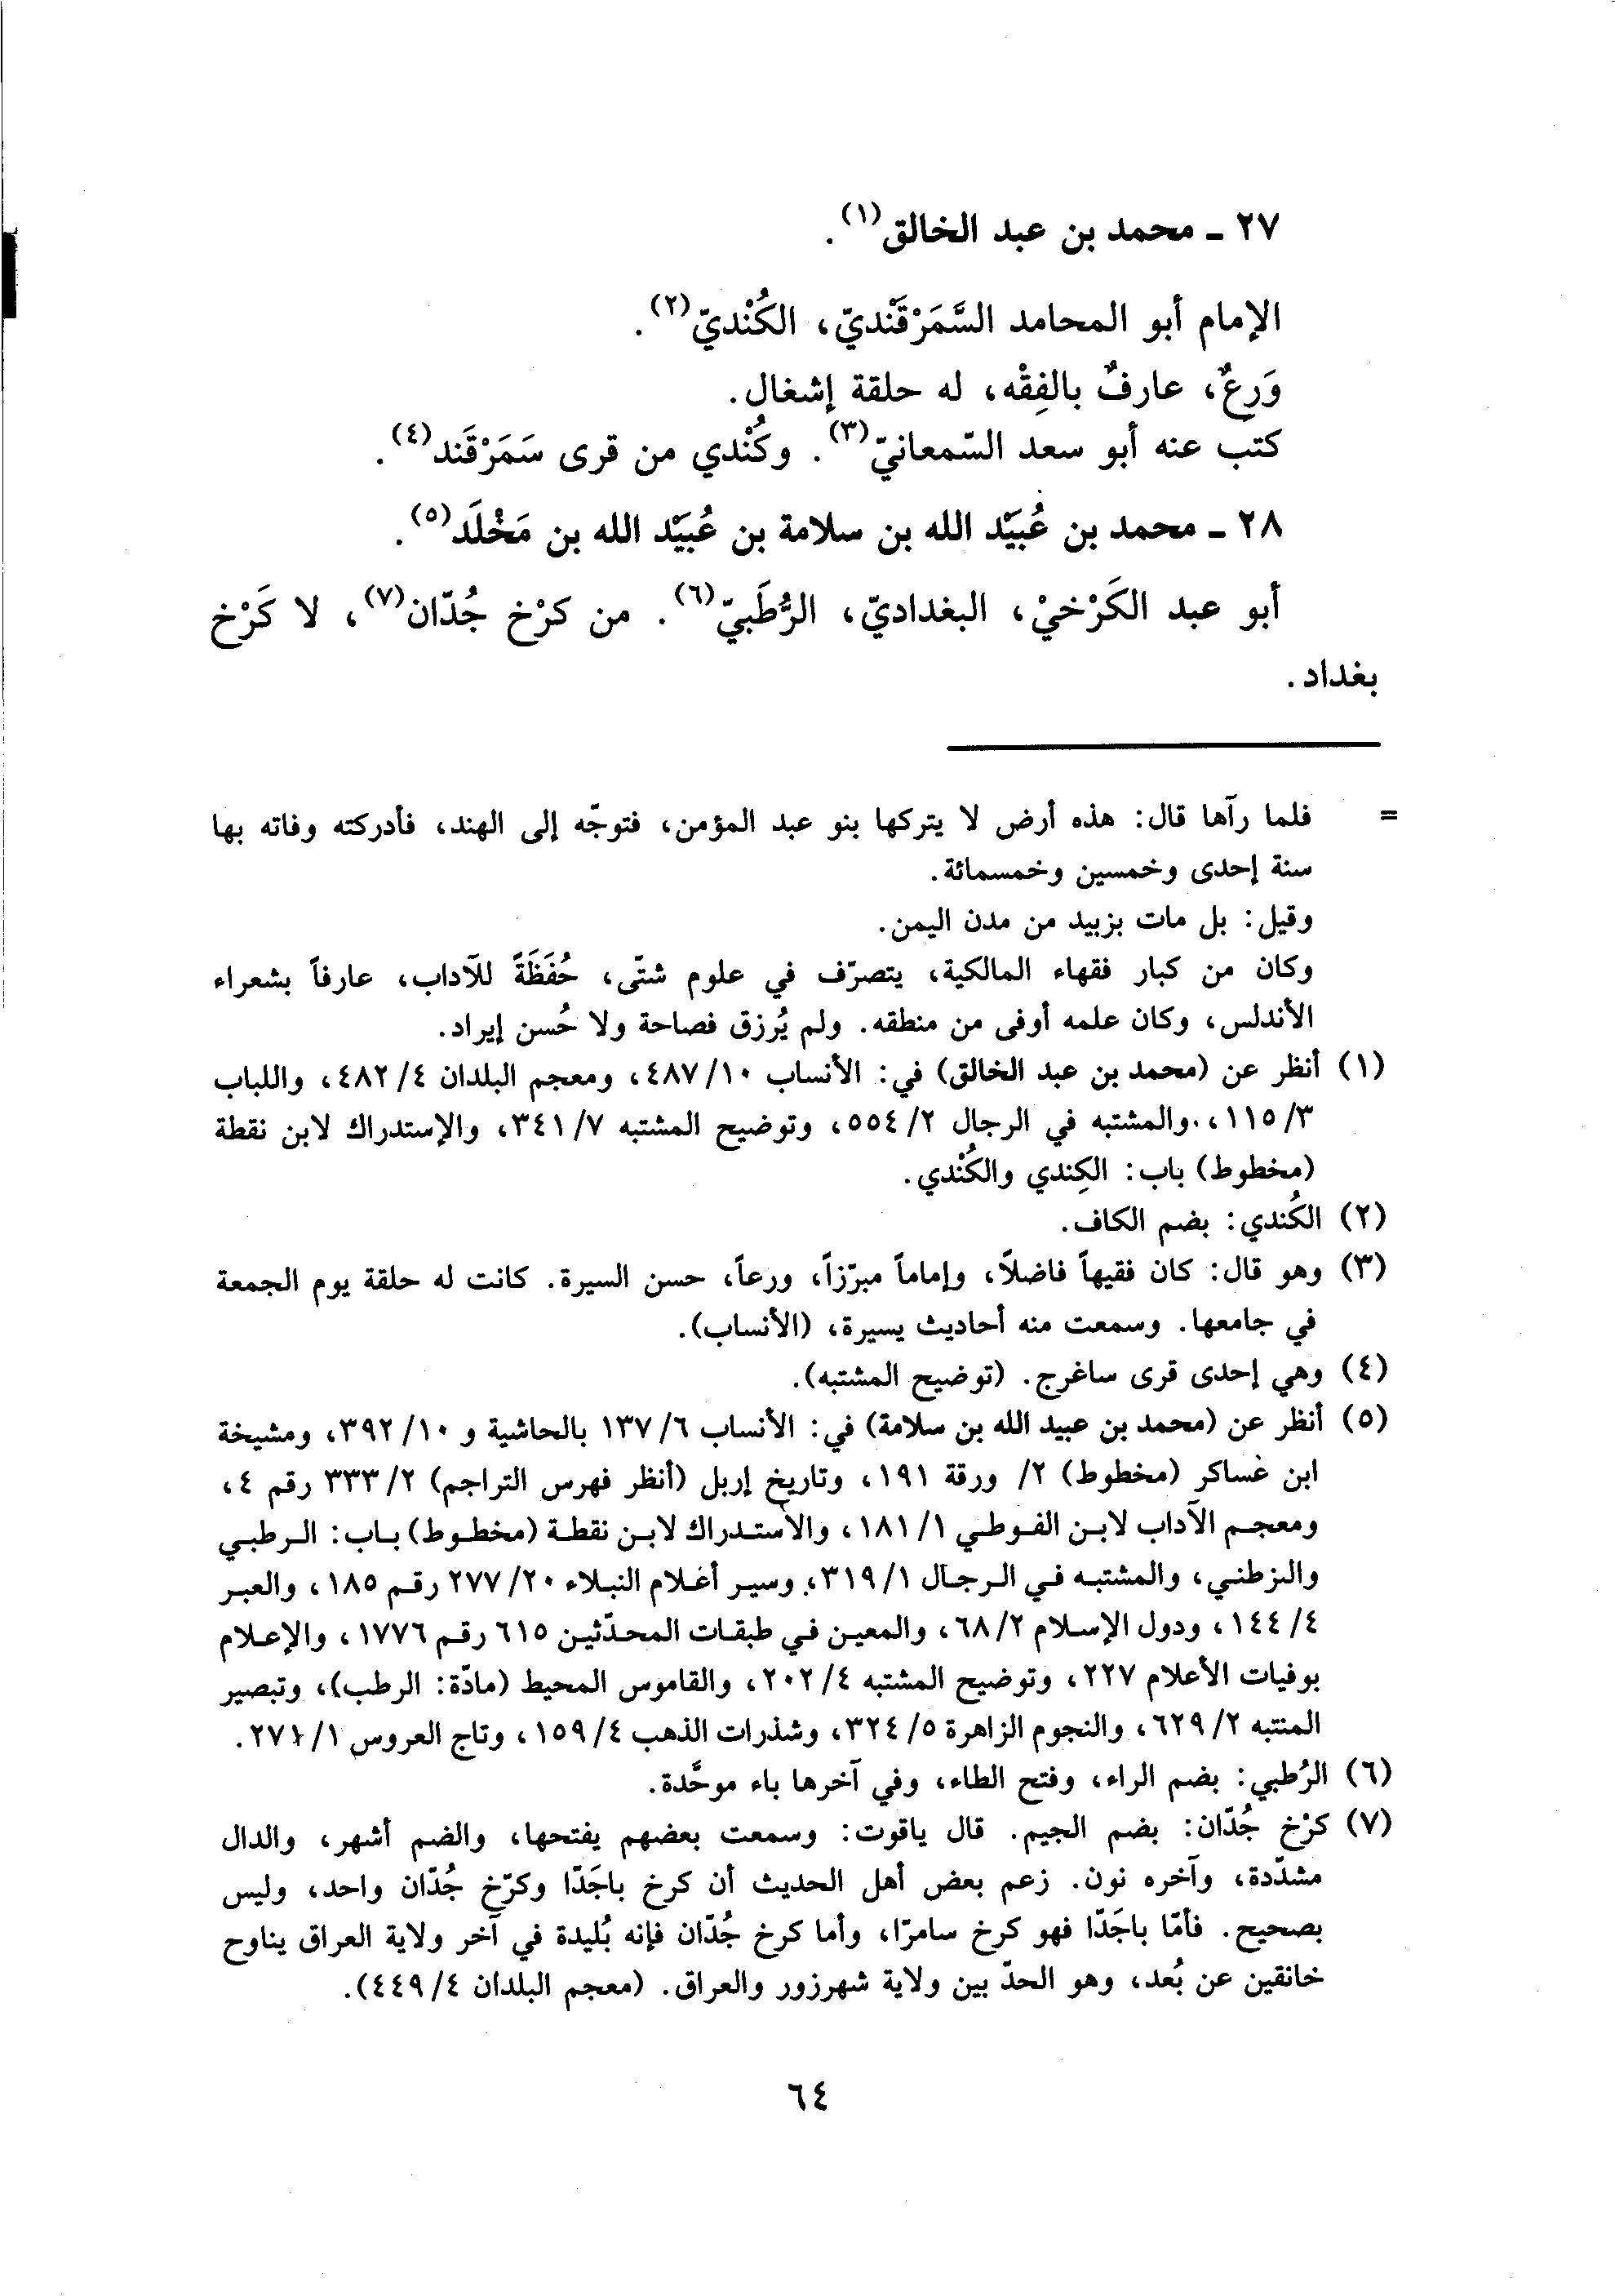 ٢٧ ـ محمد بن عبد الخالق(١).
الإمام أبو المحامد السَّمَرْقَنْديّ، الكُنْديّ(٢).
وَرِعٌ، عارفٌ بالفِقْه، له حلقة إشغال.
كتب عنه أبو سعد السّمعانيّ(٣). وكُنْدي من قرى سَمَرْقَند(٤).
٢٨ ـ محمد بن عُبَيْد الله بن سلامة بن عُبَيْد الله بن مَخْلَد(٥).
أبو عبد الكَرْخيْ، البغداديّ، الرُّطَبيّ(٦). من كرْخ جُدّان(٧)، لا كَرْخ
بغداد.
= فلما رآها قال: هذه أرض لا يتركها بنو عبد المؤمن، فتوجّه إلى الهند، فأدركته وفاته بها
سنة إحدى وخمسين وخمسمائة.
وقيل: بل مات بزبيد من مدن اليمن.
وكان من كبار فقهاء المالكية، يتصرّف في علوم شتّى، حُفَظَةً للآداب، عارفاً بشعراء
الأندلس، وكان علمه أوفى من منطقه. ولم يُرزق فصاحة ولا حُسن إيراد.
(١) أنظر عن (محمد بن عبد الخالق) في: الأنساب ٤٨٧/١٠، ومعجم البلدان ٤٨٢/٤، واللباب
١١٥/٣، والمشتبه في الرجال ٥٥٤/٢، وتوضيح المشتبه ٣٤١/٧، والإستدراك لابن نقطة
(مخطوط) باب: الكِندي والكُنْدي.
(٢) الكُندي: بضم الكاف.
(٣) وهو قال: كان فقيهاً فاضلاً، وإماماً مبرّزاً، ورعاً، حسن السيرة. كانت له حلقة يوم الجمعة
في جامعها. وسمعت منه أحاديث يسيرة، (الأنساب).
(٤) وهي إحدى قرى ساغرج. (توضيح المشتبه).
(٥) أنظر عن (محمد بن عبيد الله بن سلامة) في: الأنساب ١٣٧/٦ بالحاشية و ٣٩٢/١٠، ومشيخة
ابن عساكر (مخطوط) ٢/ ورقة ١٩١، وتاريخ إربل (أنظر فهرس التراجم) ٣٣٣/٢ رقم ٤،
ومعجم الآداب لابن الفوطي ١٨١/١، والاستدراك لابن نقطة (مخطوط) باب: الرطبي
والنزطني، والمشتبه في الرجال ٣١٩/١، وسير أعلام النبلاء ٢٧٧/٢٠ رقم ١٨٥، والعبر
١٤٤/٤، ودول الإسلام ٦٨/٢، والمعين في طبقات المحدّثين ٦١٥ رقم ١٧٧٦، والإعلام
بوفيات الأعلام ٢٢٧، وتوضيح المشتبه ٢٠٢/٤، والقاموس المحيط (مادّة: الرطب)، وتبصير
المنتبه ٦٢٩/٢، والنجوم الزاهرة ٣٢٤/٥، وشذرات الذهب ١٥٩/٤، وتاج العروس ٢٧١/١.
(٦) الرُطبي: بضم الراء، وفتح الطاء، وفي آخرها باء موحَّدة.
(٧) كرْخ جُدّان: بضم الجيم. قال ياقوت: وسمعت بعضهم يفتحها، والضم أشهر، والدال
مشدّدة، وآخره نون. زعم بعض أهل الحديث أن كرخ باجَدّا وكرّخ جُدّان واحد، وليس
بصحيح. فأمّا باجَدّا فهو كرخ سامرّا، وأما كرخ جُدّان فإنه بُليدة في آخر ولاية العراق يناوح
خانقين عن بُعد، وهو الحدّ بين ولاية شهرزور والعراق. (معجم البلدان ٤٤٩/٤).
٦٤